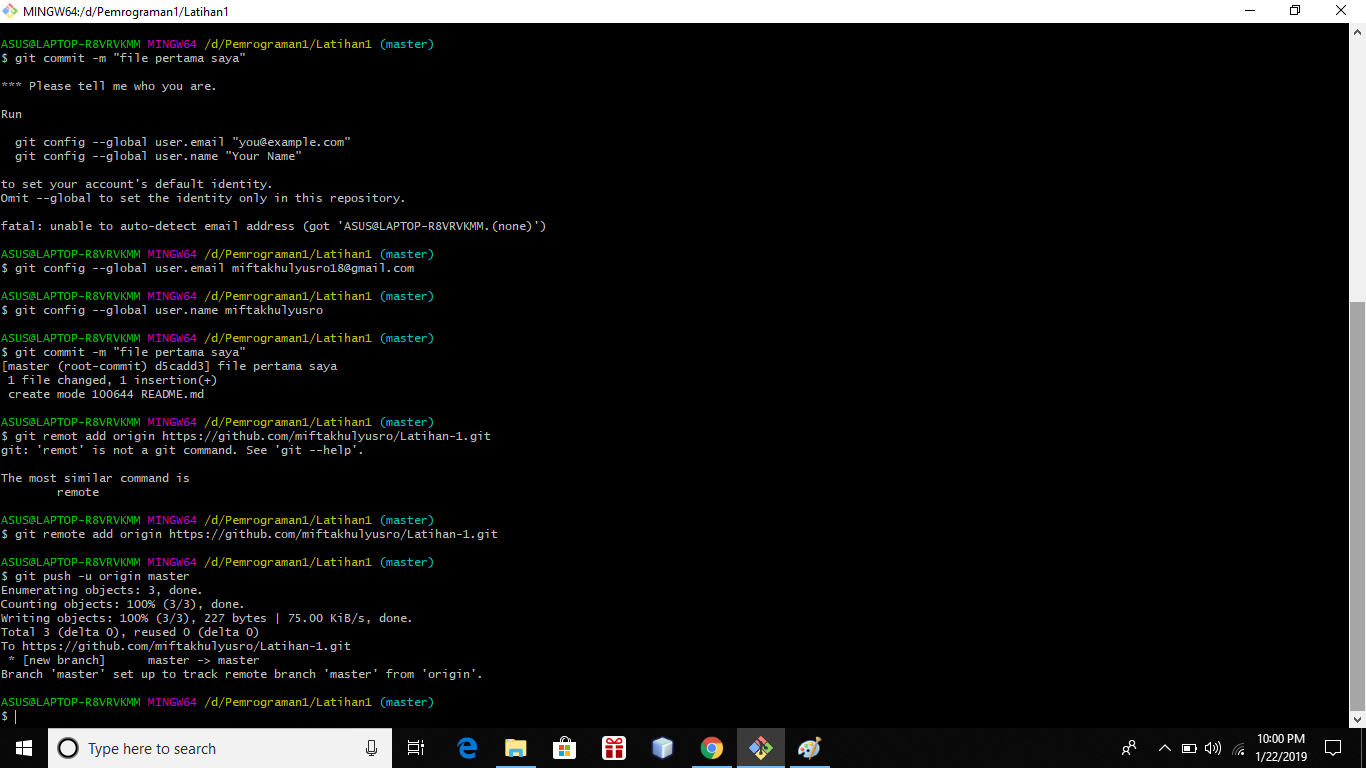 MINGW64:/d/Pemrograman1/Latihan1
ASUS@LAPTOP-R8VRVKMM MINGW64 /d/Pemrograman1/Latihan1 (master)
$ git commit -m "file pertama saya"
*** Please tell me who you are.
Run
git config --global user.email "you@example.com"
git config --global user.name "Your Name"
to set your account's default identity.
Omit --global to set the identity only in this repository.
fatal: unable to auto-detect email address (got 'ASUS@LAPTOP-R8VRVKMM.(none)')
ASUS@LAPTOP-R8VRVKMM MINGW64 /d/Pemrograman1/Latihan1 (master)
$ git config --global user.email miftakhulyusro18@gmail.com
ASUS@LAPTOP-R8VRVKMM MINGW64 /d/Pemrograman1/Latihan1 (master)
$ git config --global user.name miftakhulyusro
ASUS@LAPTOP-R8VRVKMM MINGW64 /d/Pemrograman1/Latihan1 (master)
$ git commit -m "file pertama saya"
[master (root-commit) d5cadd3] file pertama saya
1 file changed, 1 insertion(+)
create mode 100644 README.md
ASUS@LAPTOP-R8VRVKMM MINGW64 /d/Pemrograman1/Latihan1 (master)
$ git remot add origin https://github.com/miftakhulyusro/Latihan-1.git
git: 'remot' is not a git command. See 'git --help'.
The most similar command is
remote
ASUS@LAPTOP-R8VRVKMM MINGW64 /d/Pemrograman1/Latihan1 (master)
$ git remote add origin https://github.com/miftakhulyusro/Latihan-1.git
ASUS@LAPTOP-R8VRVKMM MINGW64 /d/Pemrograman1/Latihan1 (master)
$ git push -u origin master
Enumerating objects: 3, done.
Counting objects: 100% (3/3), done.
Writing objects: 100% (3/3), 227 bytes | 75.00 KiB/s, done.
Total 3 (delta 0), reused 0 (delta 0)
To https://github.com/miftakhulyusro/Latihan-1.git
* [new branch]      master -> master
Branch 'master' set up to track remote branch 'master' from 'origin'.
ASUS@LAPTOP-R8VRVKMM MINGW64 /d/Pemrograman1/Latihan1 (master)
$
Type here to search
10:00 PM
1/22/2019